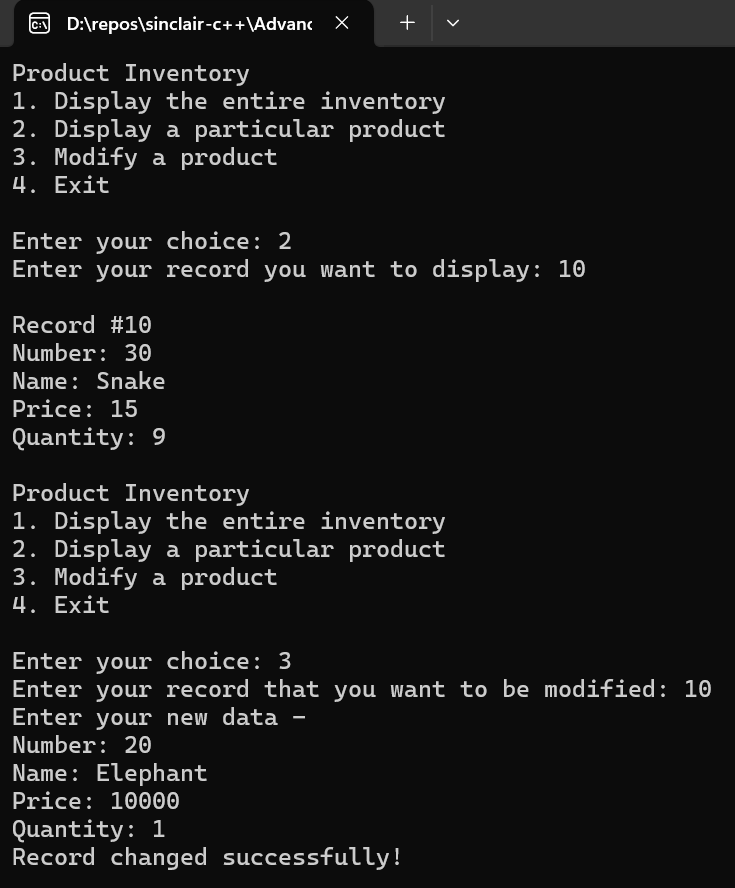 D:\repos\sinclair-c++\Advanc
Product Inventory
1. Display the entire inventory
2. Display a particular product
3. Modify a product
4. Exit
Enter your choice: 2
Enter your record you want to display: 10
Record #10
Number: 30
Name: Snake
Price: 15
Quantity: 9
Product Inventory
1. Display the entire inventory
2. Display a particular product
3. Modify a product
4. Exit
Enter your choice: 3
Enter your record that you want to be modified: 10
Enter your new data -
Number: 20
Name: Elephant
Price: 10000
Quantity: 1
Record changed successfully!